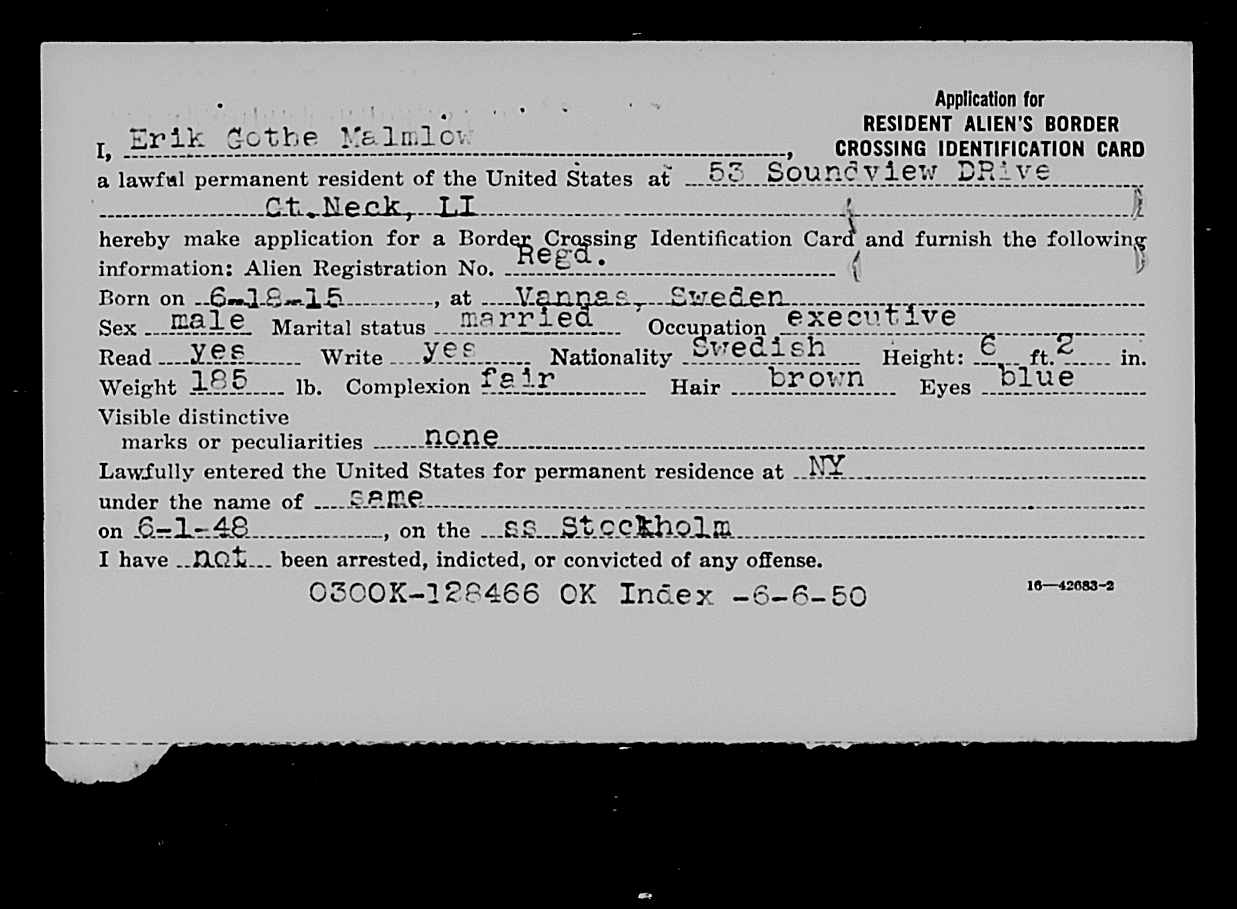 Application for
RESIDENT ALIEN'S BORDER
CROSSING IDENTIFICATION CARD
I, Erik Gothe Malmlow,
a lawful permanent resident of the United States at 53 Soundview DRive
Gt. Neck, LI
hereby make application for a Border Crossing Identification Card and furnish the following
information: Alien Registration No. Regd.
Born on 6-18-15, at Vannas, Sweden
Sex male Marital status married Occupation executive
Read yes Write yes Nationality Swedish Height: 6 ft. 2 in.
Weight 185 lb. Complexion fair Hair brown Eyes blue
Visible distinctive
marks or peculiarities none
Lawfully entered the United States for permanent residence at NY
under the name of same
on 6-1-48, on the ss Stockholm
I have not been arrested, indicted, or convicted of any offense.
0300K-128466 OK Index -6-6-50
16—42683-2